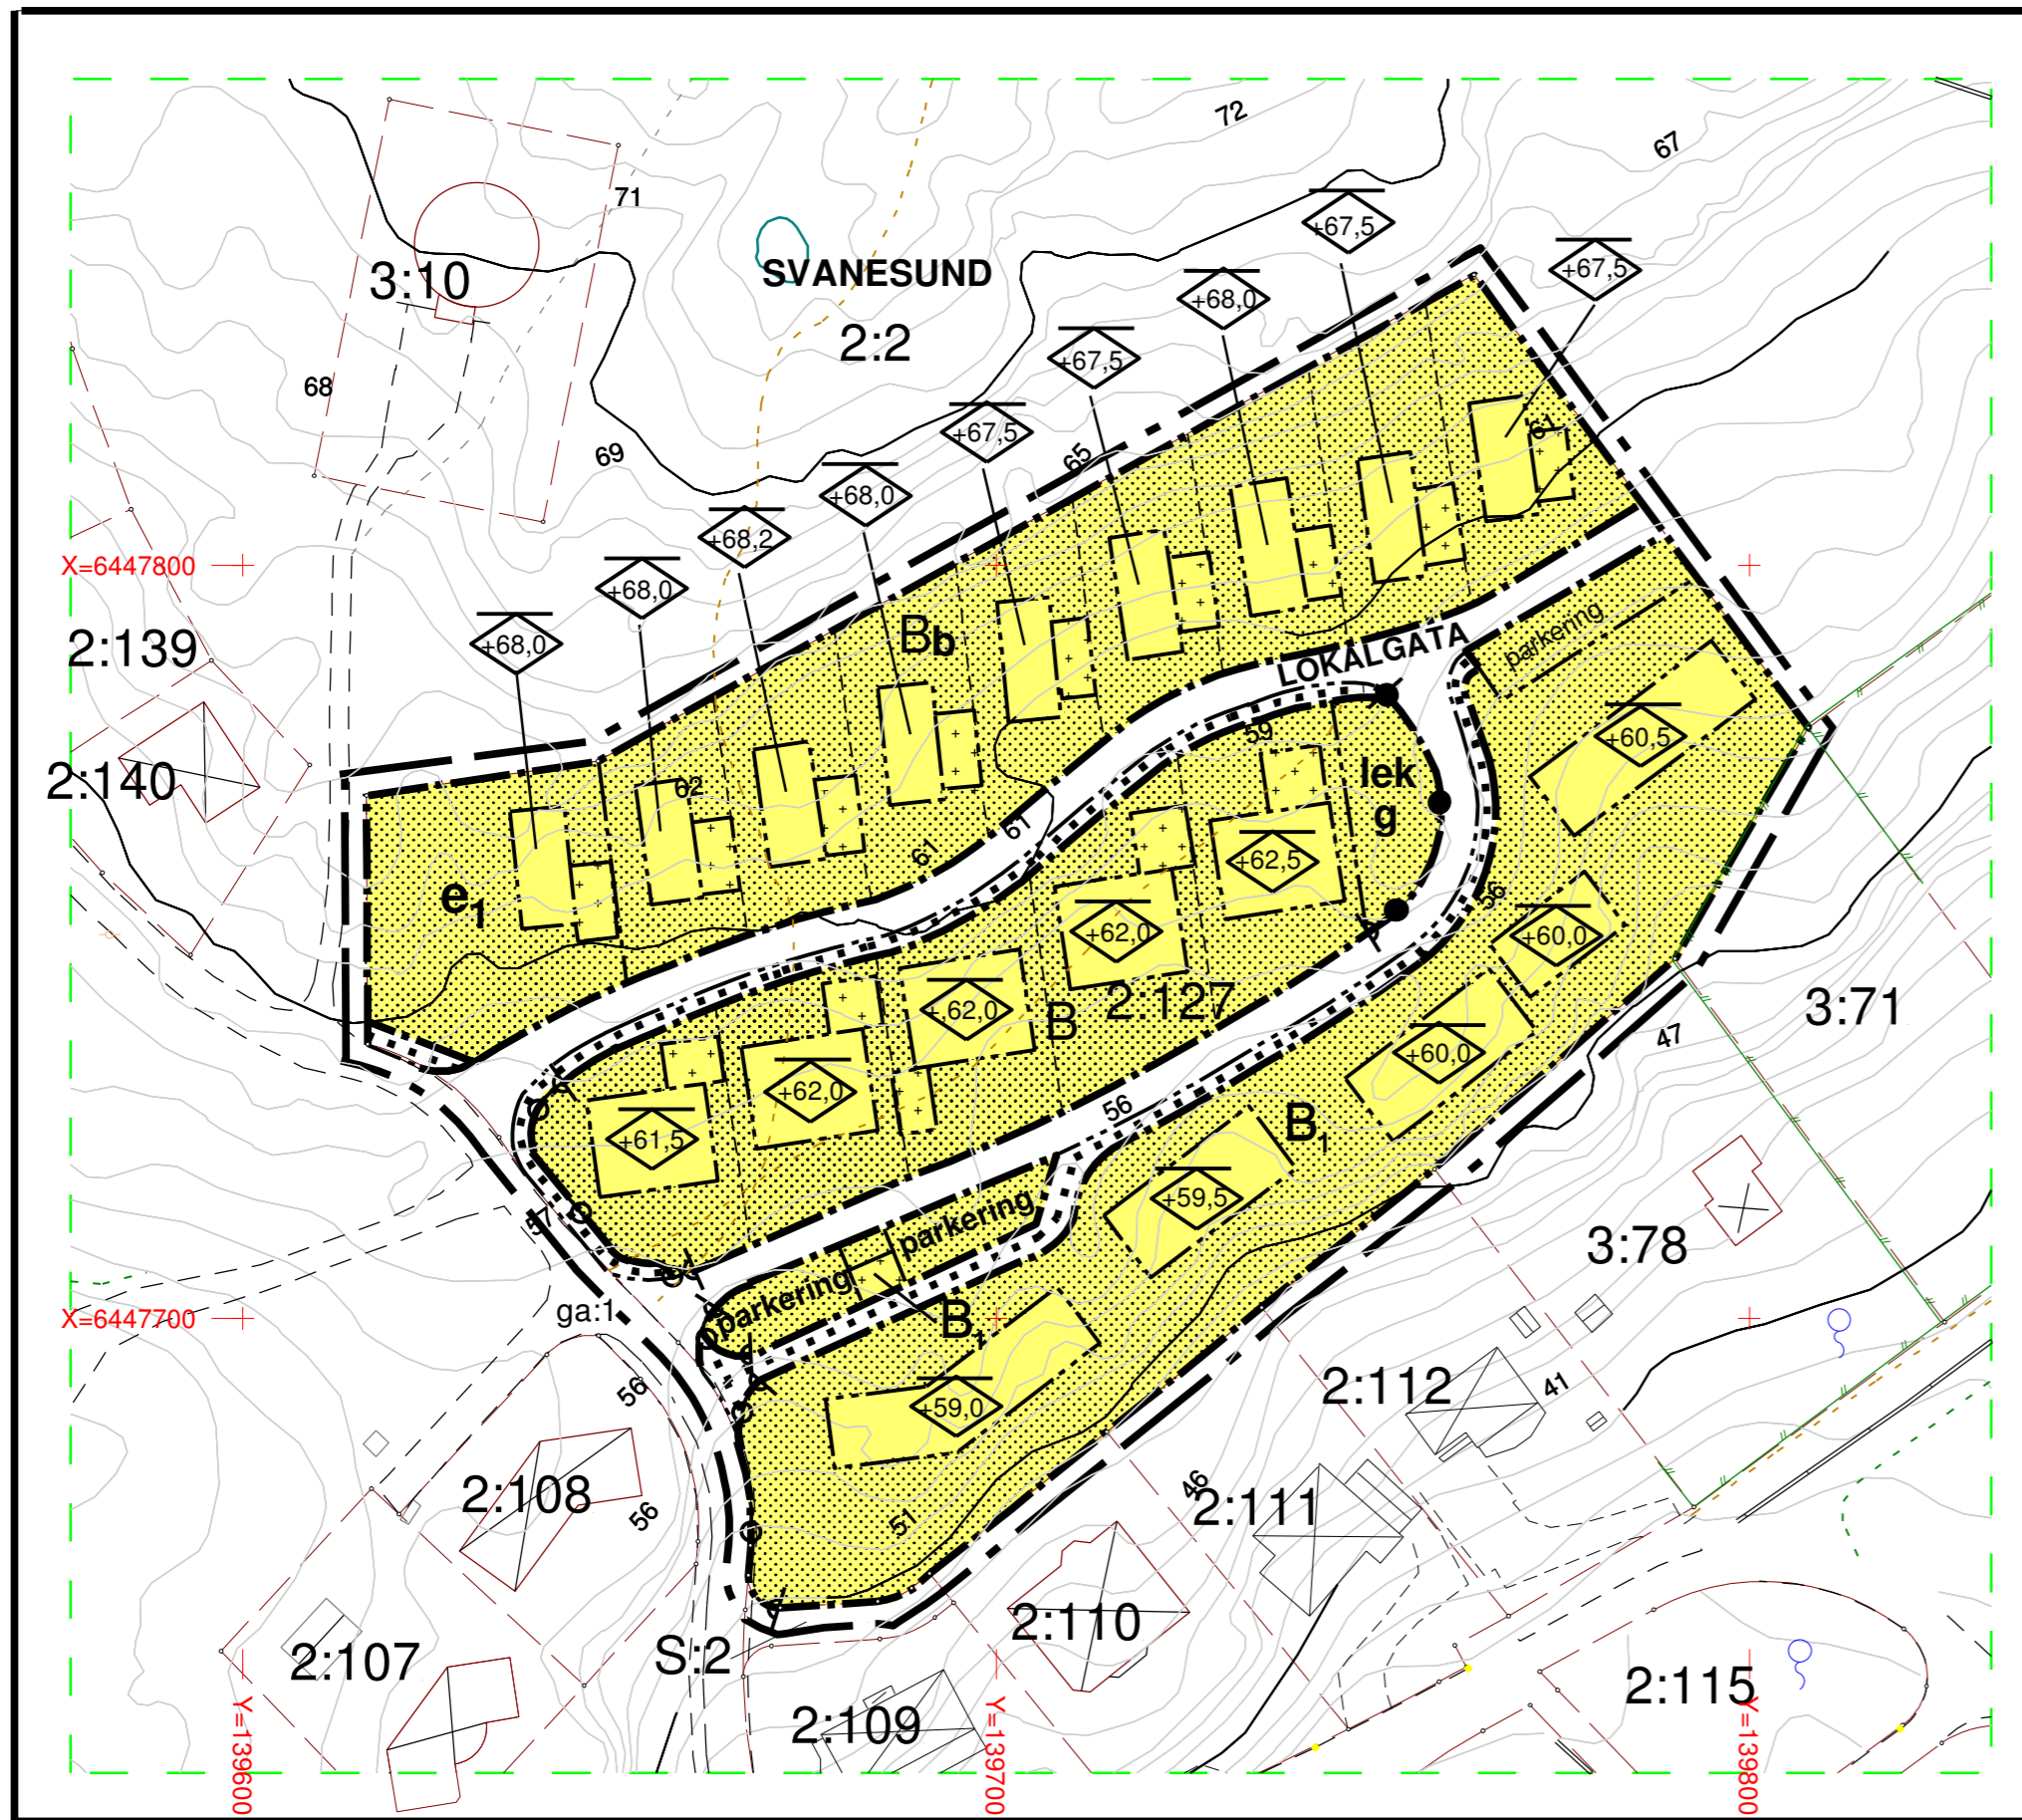 72
67
71
+67,5
3:10
SVANESUND
+67,5
+68,0
2:2
+67,5
68
+67,5
61
69
65
+68,0
+68,2
X=6447800
+68,0
+68,0
2:139
Bb
LOKALGATA
parkering
59
+60,5
2:140
62
lek
g
61
61
+62,5
e1
56
+62,0
+60,0
+62,0
2:127
B
3:71
47
+60,0
+62,0
56
B1
+61,5
+59,5
57
parkering
3:78
parkering
ga:1
X=6447700
B1
56
2:112
41
+59,0
2:108
46
2:111
56
51
2:110
S:2
2:107
2:115
2:109
Y=139600
Y=139700
Y=139800